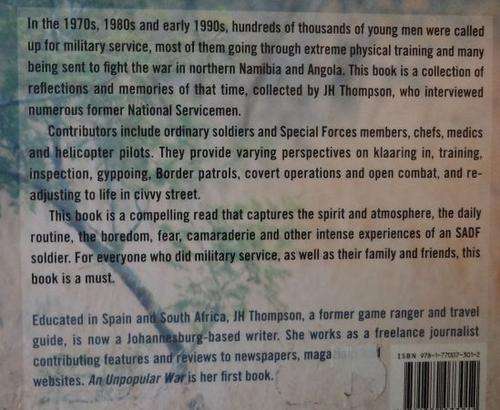 In the 1970s, 1980s and early 1990s, hundreds of thousands of young men were called
up for military service, most of them going through extreme physical training and many
being sent to fight the war in northern Namibia and Angola. This book is a collection of
reflections and memories of that time, collected by JH Thompson, who interviewed
numerous former National Servicemen.
Contributors include ordinary soldiers and Special Forces members, chefs, medics
and helicopter pilots. They provide varying perspectives on klaaring in, training,
inspection, gyppoing, Border patrols, covert operations and open combat, and re-
adjusting to life in civvy street.
This book is a compelling read that captures the spirit and atmosphere, the daily
routine, the boredom, fear, camaraderie and other intense experiences of an SADF
soldier. For everyone who did military service, as well as their family and friends, this
book is a must.
Educated in Spain and South Africa, JH Thompson, a former game ranger and travel
guide, is now a Johannesburg-based writer. She works as a freelance journalist
contributing features and reviews to newspapers, maga
websites. An Unpopular War is her first book.
ISBN 978-1-77007-301-2